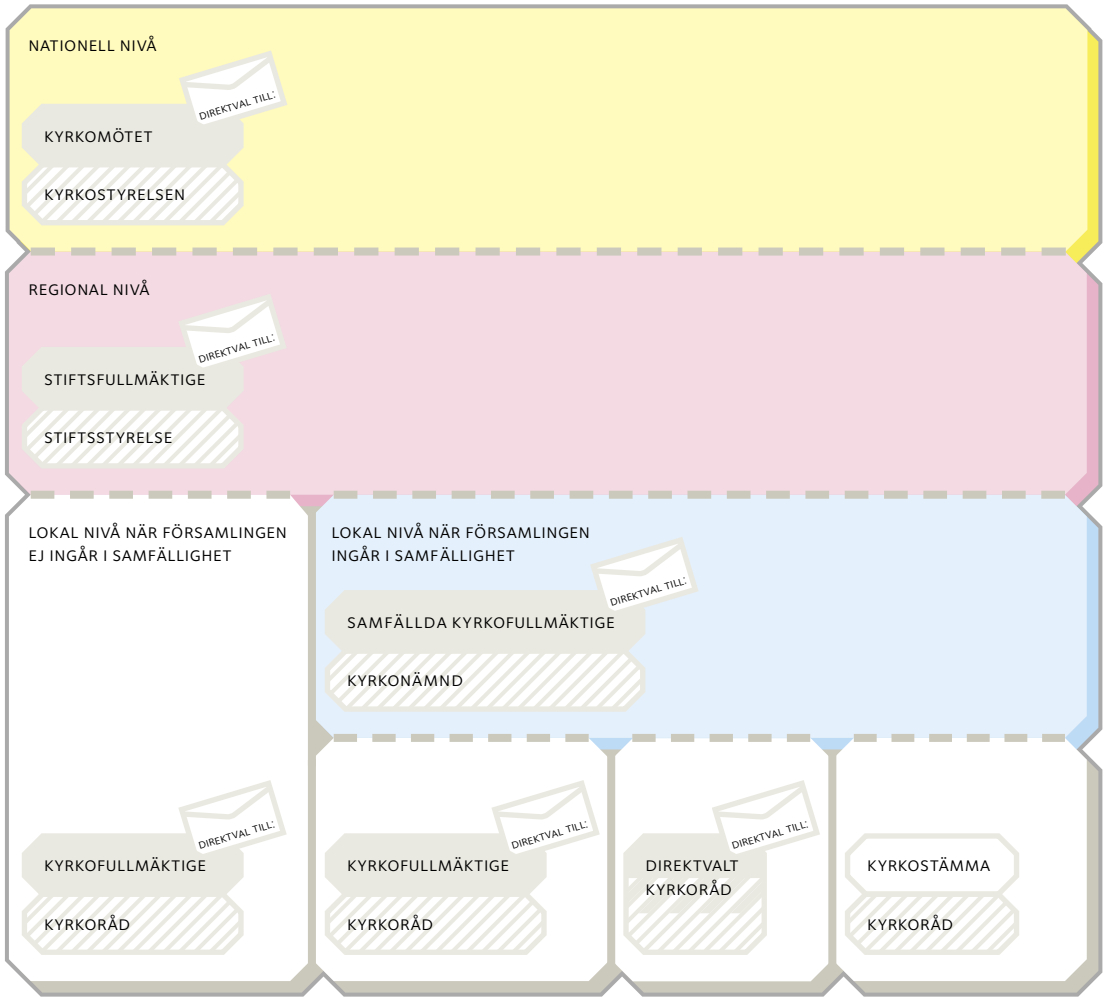 NATIONELL NIVÅ
DIREKTVAL TILL:
KYRKOMÖTET
KYRKOSTYRELSEN
REGIONAL NIVÅ
DIREKTVAL TILL:
STIFTSFULLMÄKTIGE
STIFTSSTYRELSE
LOKAL NIVÅ NÄR FÖRSAMLINGEN
EJ INGÅR I SAMFÄLLIGHET
DIREKTVAL TILL:
KYRKOFULLMÄKTIGE
KYRKORÅD
LOKAL NIVÅ NÄR FÖRSAMLINGEN
INGÅR I SAMFÄLLIGHET
DIREKTVAL TILL:
SAMFÄLLDA KYRKOFULLMÄKTIGE
KYRKONÄMND
DIREKTVAL TILL:
KYRKOFULLMÄKTIGE
KYRKORÅD
DIREKTVAL TILL:
DIREKTVALT
KYRKORÅD
KYRKOSTÄMMA
KYRKORÅD